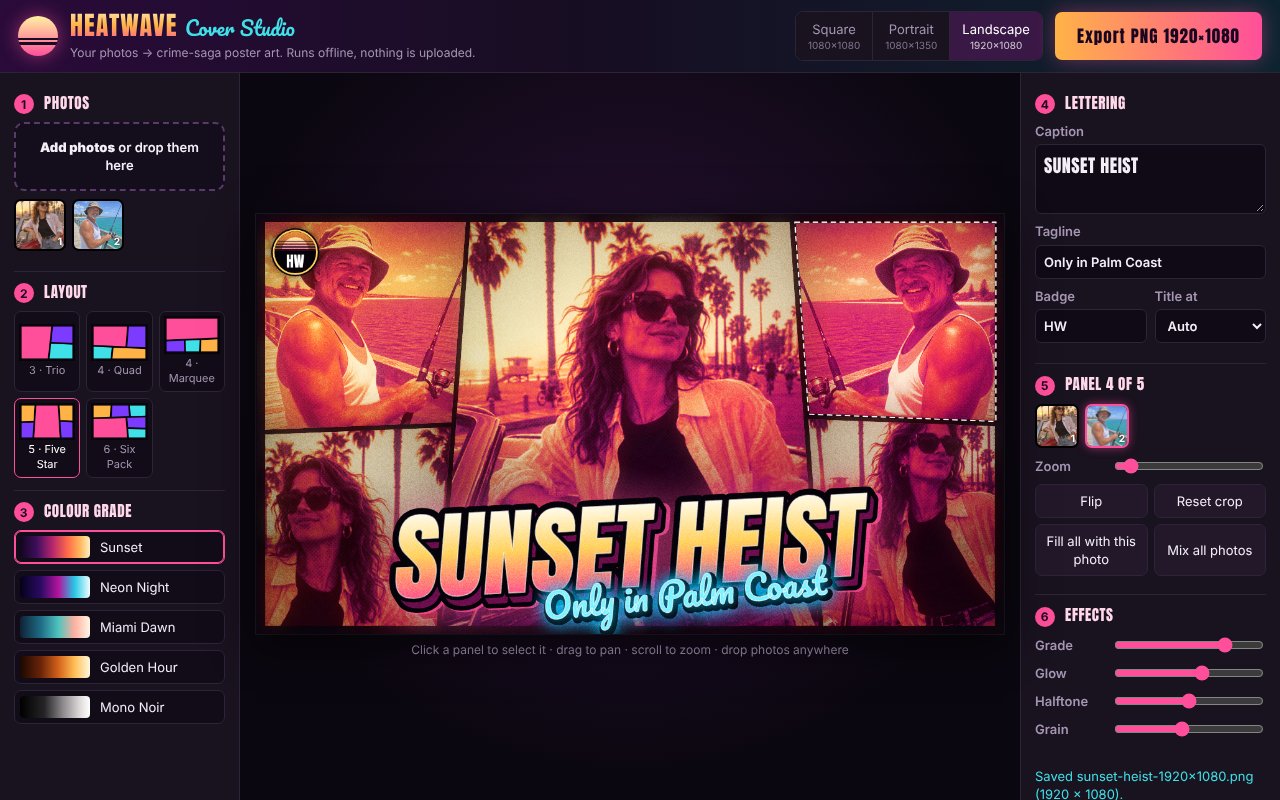 HEATWAVE Cover Studio
Your photos → crime-saga poster art. Runs offline, nothing is uploaded.
Square
1080×1080
Portrait
1080×1350
Landscape
1920×1080
Export PNG 1920×1080
1 PHOTOS
Add photos or drop them
here
1
2
2 LAYOUT
3 · Trio
4 · Quad
4 ·
Marquee
5 · Five
Star
6 · Six
Pack
3 COLOUR GRADE
Sunset
Neon Night
Miami Dawn
Golden Hour
Mono Noir
HW
SUNSET HEIST
Only in Palm Coast
Click a panel to select it · drag to pan · scroll to zoom · drop photos anywhere
4 LETTERING
Caption
SUNSET HEIST
Tagline
Only in Palm Coast
Badge
Title at
HW
Auto
5 PANEL 4 OF 5
1
2
Zoom
Flip
Reset crop
Fill all with this
photo
Mix all photos
6 EFFECTS
Grade
Glow
Halftone
Grain
Saved sunset-heist-1920×1080.png
(1920 × 1080).